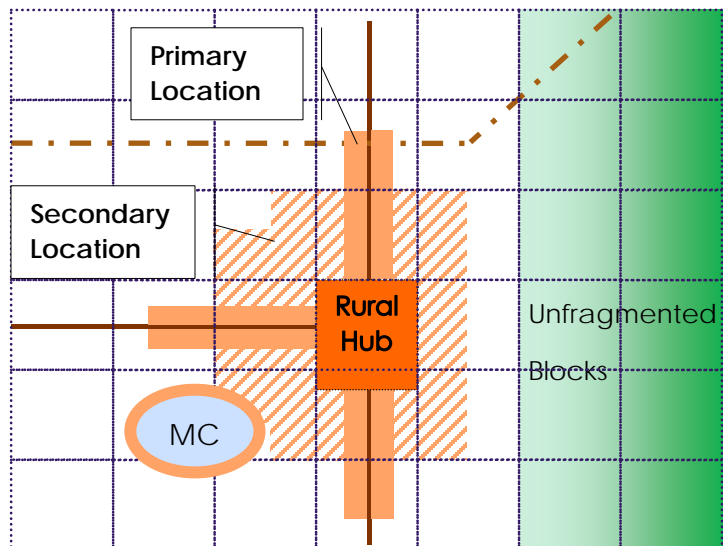 Primary
Location
Secondary
Location
Rural
Hub
Unfragmented
Blocks
MC